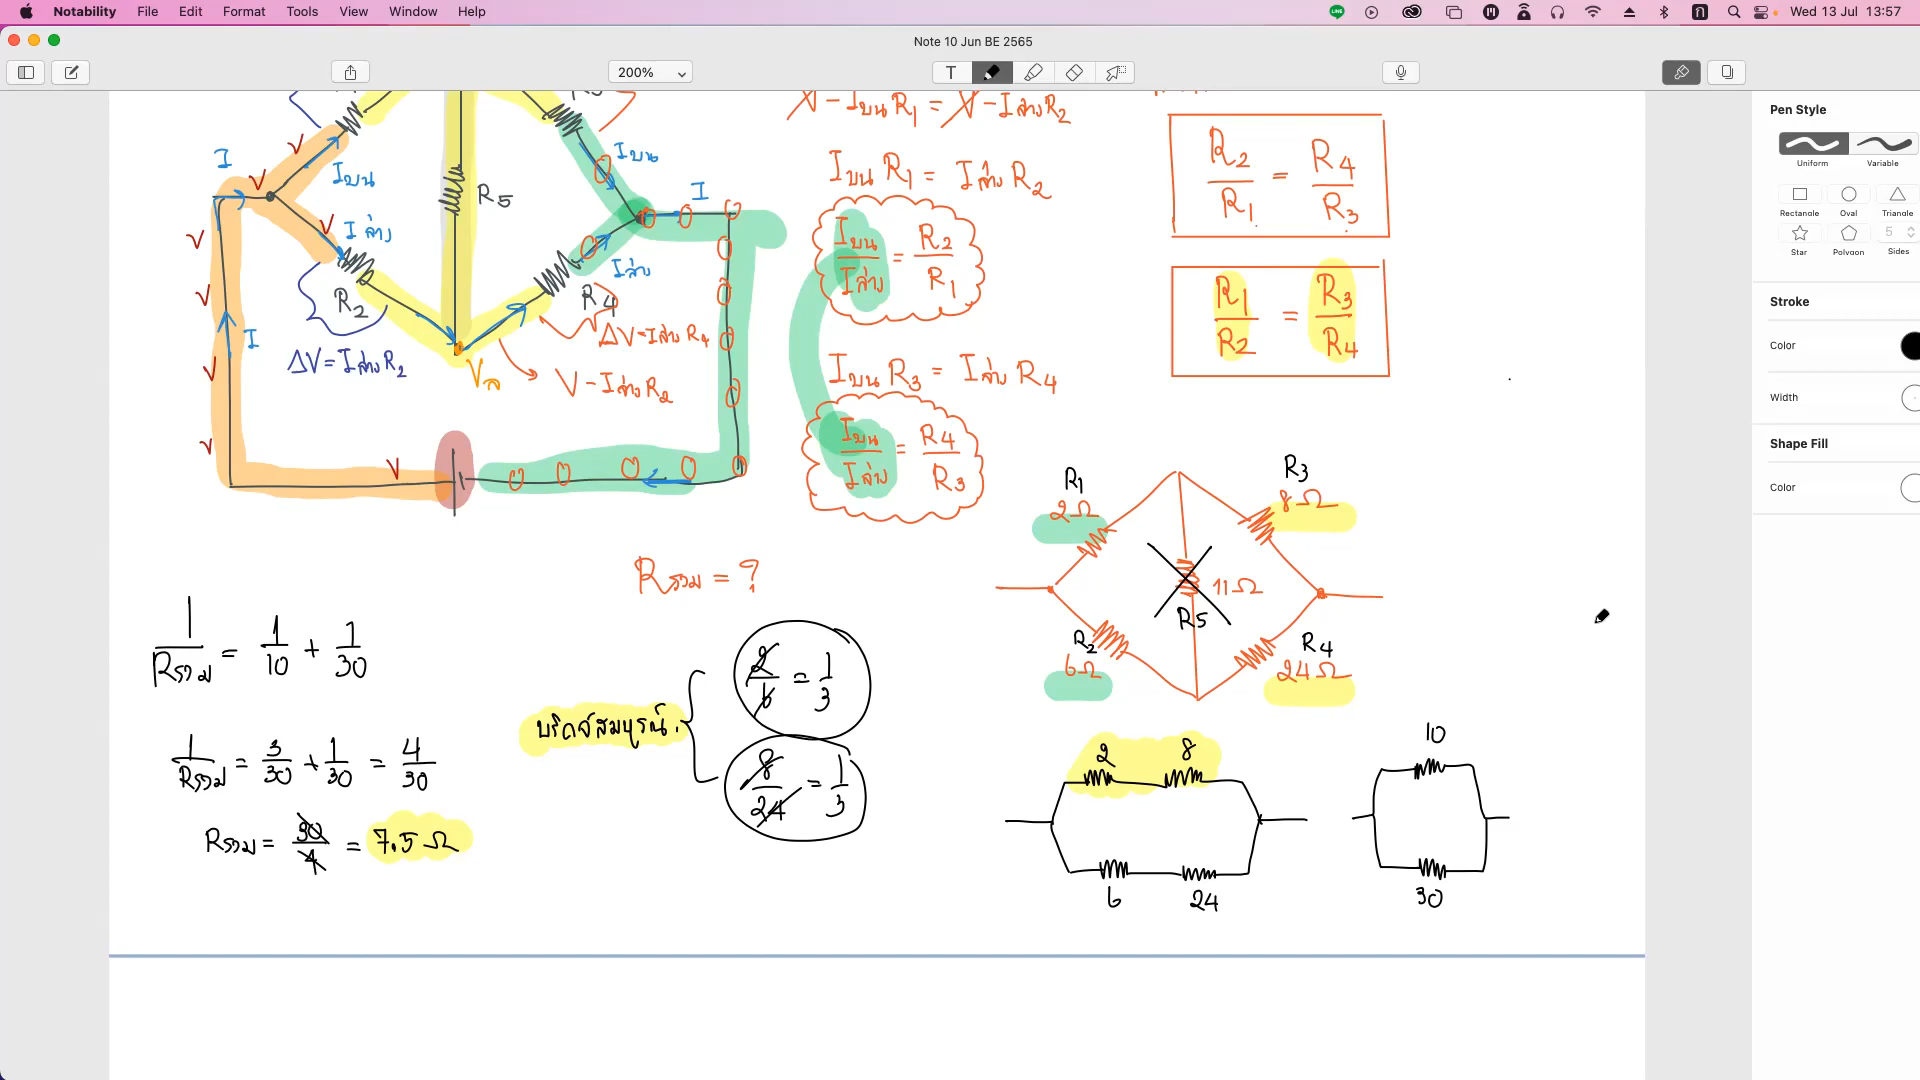 Notability File Edit Format Tools View Window Help
Wed 13 Jul 13:57
Note 10 Jun BE 2565
200%
T
Pen Style
Uniform Variable
Rectangle Oval Triangle
Star Polygon 5 Sides
Stroke
Color
Width
Shape Fill
Color
V - Iบน R1 = V - Iล่าง R2
Iบน R1 = Iล่าง R2
Iบน/Iล่าง = R2/R1
Iบน R3 = Iล่าง R4
Iบน/Iล่าง = R4/R3
R2/R1 = R4/R3
R1/R2 = R3/R4
I
V
V
Iบน
V
Iล่าง
R5
Iบน
I
O O O
Iล่าง
R2
R4
ΔV = Iล่าง R4
ΔV = Iล่าง R2
V - Iล่าง R2
I
V
V
V
V
V
O O O O O
Rรวม = ?
R1
2Ω
R3
8Ω
11Ω
R5
R2
6Ω
R4
24Ω
1/Rรวม = 1/10 + 1/30
1/Rรวม = 3/30 + 1/30 = 4/30
Rรวม = 30/4 = 7.5 Ω
บริดจ์สมบูรณ์
2/6 = 1/3
8/24 = 1/3
2 8
6 24
10
30